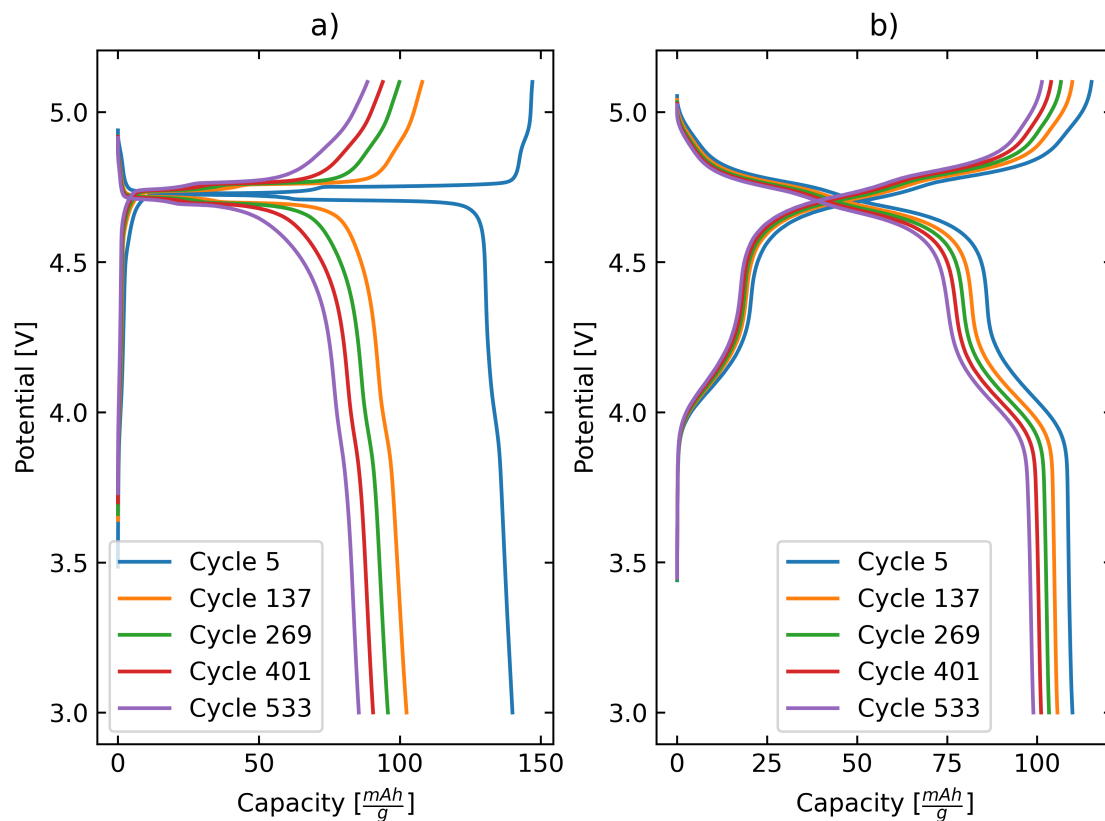 a)
5.0
4.5
4.0
3.5
3.0
Potential [V]
Cycle 5
Cycle 137
Cycle 269
Cycle 401
Cycle 533
0
50
100
150
Capacity [mAh/g]
b)
5.0
4.5
4.0
3.5
3.0
Potential [V]
Cycle 5
Cycle 137
Cycle 269
Cycle 401
Cycle 533
0
25
50
75
100
Capacity [mAh/g]